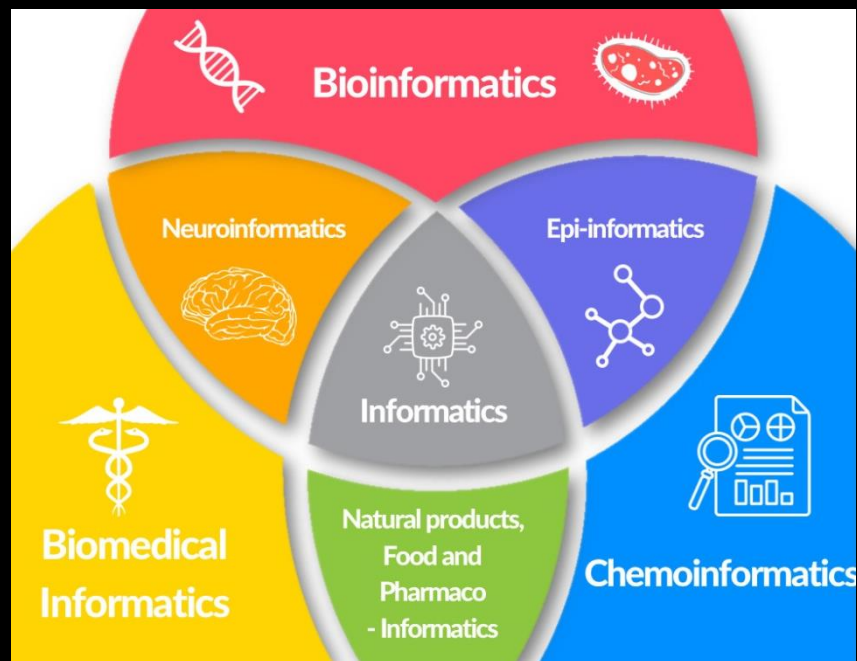 Bioinformatics
Neuroinformatics
Epi-informatics
Informatics
Biomedical
Informatics
Natural products,
Food and
Pharmaco
- Informatics
Chemoinformatics